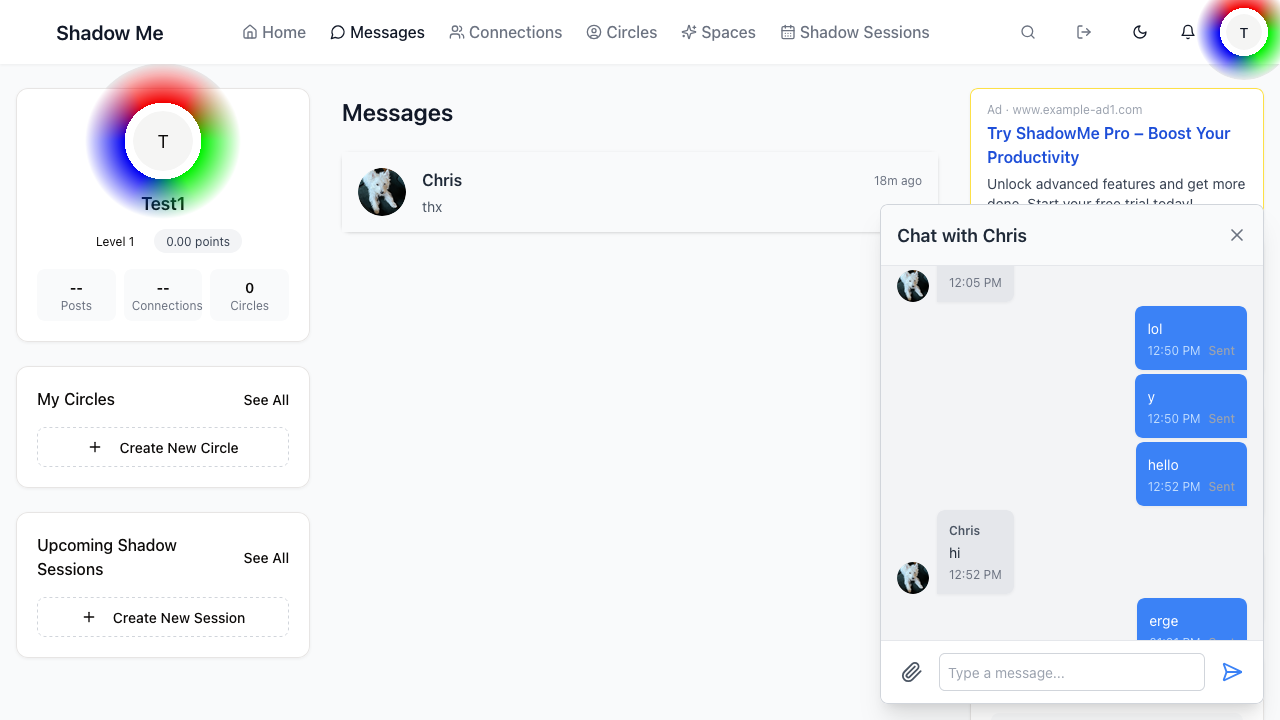 Shadow Me
Home
Messages
Connections
Circles
Spaces
Shadow Sessions
T
T
Test1
Level 1
0.00 points
--
Posts
--
Connections
0
Circles
My Circles
See All
+ Create New Circle
Upcoming Shadow
Sessions
See All
+ Create New Session
Messages
Chris
18m ago
thx
Ad · www.example-ad1.com
Try ShadowMe Pro – Boost Your
Productivity
Unlock advanced features and get more
done. Start your free trial today!
Chat with Chris
12:05 PM
lol
12:50 PM Sent
y
12:50 PM Sent
hello
12:52 PM Sent
Chris
hi
12:52 PM
erge
Type a message...